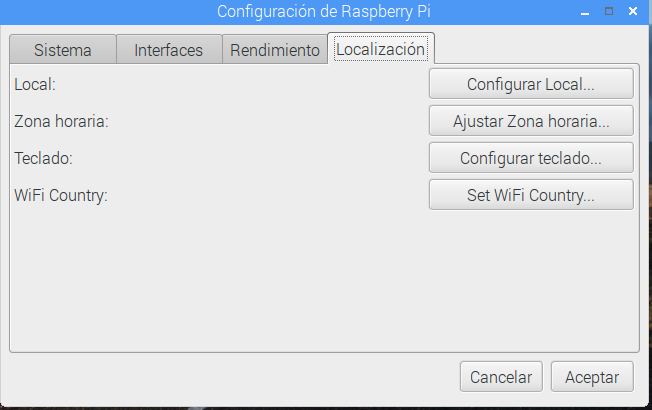 Configuración de Raspberry Pi
Sistema Interfaces Rendimiento Localización
Local: Configurar Local...
Zona horaria: Ajustar Zona horaria...
Teclado: Configurar teclado...
WiFi Country: Set WiFi Country...
Cancelar Aceptar